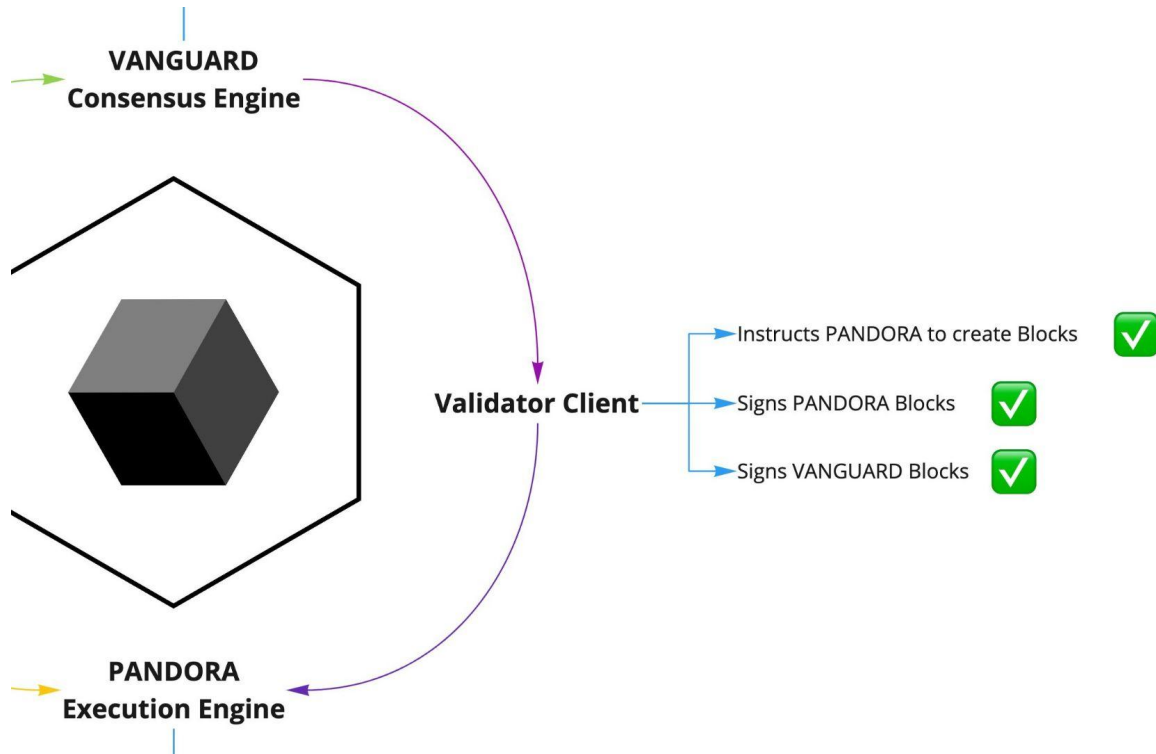 VANGUARD
Consensus Engine
Instructs PANDORA to create Blocks
Validator Client
Signs PANDORA Blocks
Signs VANGUARD Blocks
PANDORA
Execution Engine